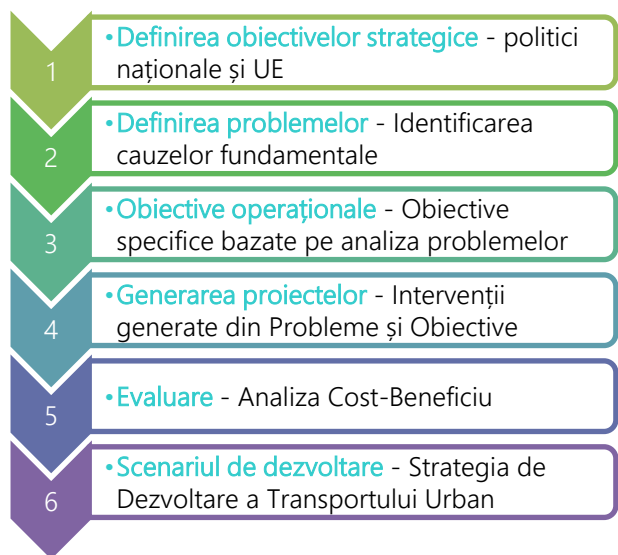 1
•Definirea obiectivelor strategice - politici
naționale și UE
2
•Definirea problemelor - Identificarea
cauzelor fundamentale
3
•Obiective operaționale - Obiective
specifice bazate pe analiza problemelor
4
•Generarea proiectelor - Intervenții
generate din Probleme și Obiective
5
•Evaluare - Analiza Cost-Beneficiu
6
•Scenariul de dezvoltare - Strategia de
Dezvoltare a Transportului Urban